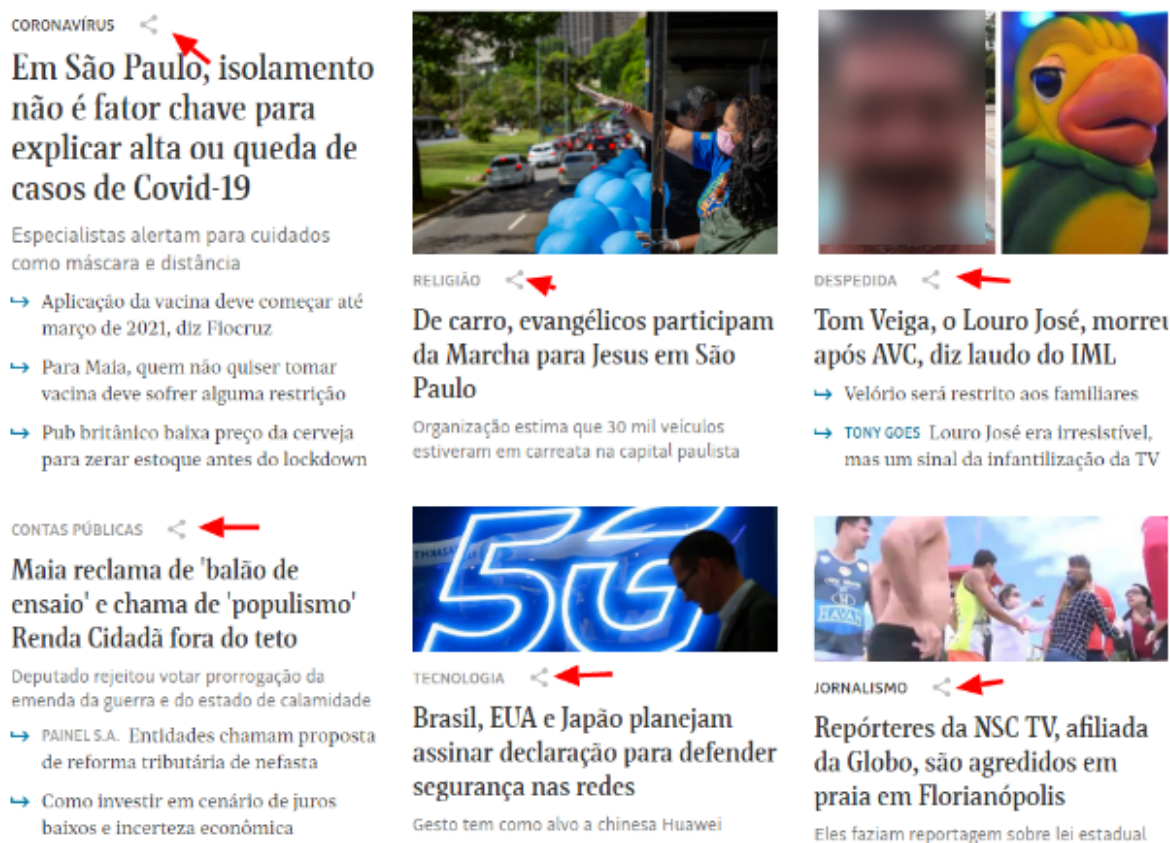 CORONAVÍRUS
Em São Paulo, isolamento
não é fator chave para
explicar alta ou queda de
casos de Covid-19
Especialistas alertam para cuidados
como máscara e distância
Aplicação da vacina deve começar até
março de 2021, diz Fiocruz
Para Maia, quem não quiser tomar
vacina deve sofrer alguma restrição
Pub britânico baixa preço da cerveja
para zerar estoque antes do lockdown
CONTAS PÚBLICAS
Maia reclama de 'balão de
ensaio' e chama de 'populismo'
Renda Cidadã fora do teto
Deputado rejeitou votar prorrogação da
emenda da guerra e do estado de calamidade
PAINEL S.A. Entidades chamam proposta
de reforma tributária de nefasta
Como investir em cenário de juros
baixos e incerteza econômica
RELIGIÃO
De carro, evangélicos participam
da Marcha para Jesus em São
Paulo
Organização estima que 30 mil veículos
estiveram em carreata na capital paulista
5G
TECNOLOGIA
Brasil, EUA e Japão planejam
assinar declaração para defender
segurança nas redes
Gesto tem como alvo a chinesa Huawei
DESPEDIDA
Tom Veiga, o Louro José, morreu
após AVC, diz laudo do IML
Velório será restrito aos familiares
TONY GOES Louro José era irresistível,
mas um sinal da infantilização da TV
HAVAN
JORNALISMO
Repórteres da NSC TV, afiliada
da Globo, são agredidos em
praia em Florianópolis
Eles faziam reportagem sobre lei estadual